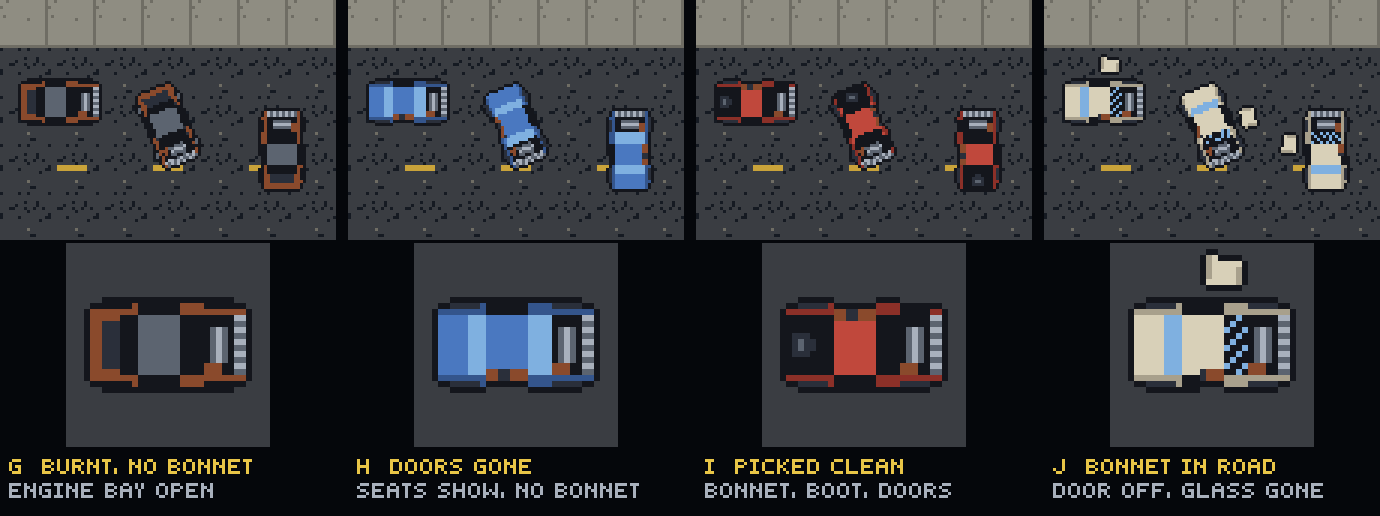 G BURNT. NO BONNET
ENGINE BAY OPEN
H DOORS GONE
SEATS SHOW. NO BONNET
I PICKED CLEAN
BONNET. BOOT. DOORS
J BONNET IN ROAD
DOOR OFF. GLASS GONE